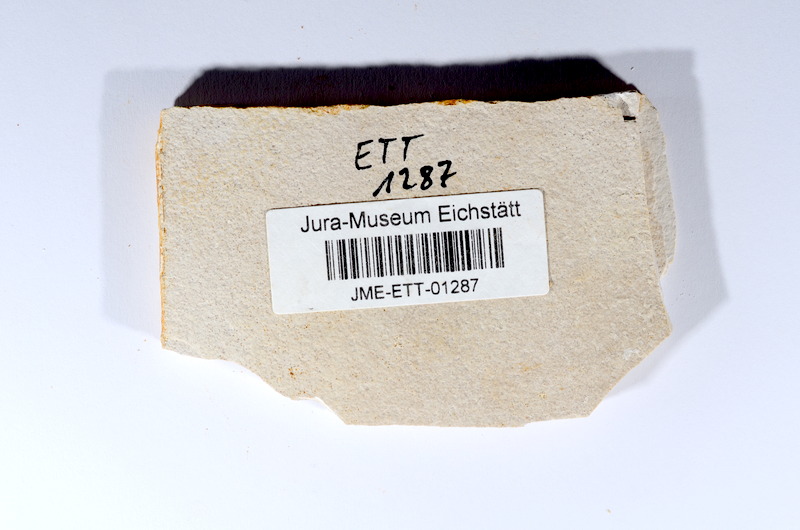 ETT
1287
Jura-Museum Eichstätt
JME-ETT-01287